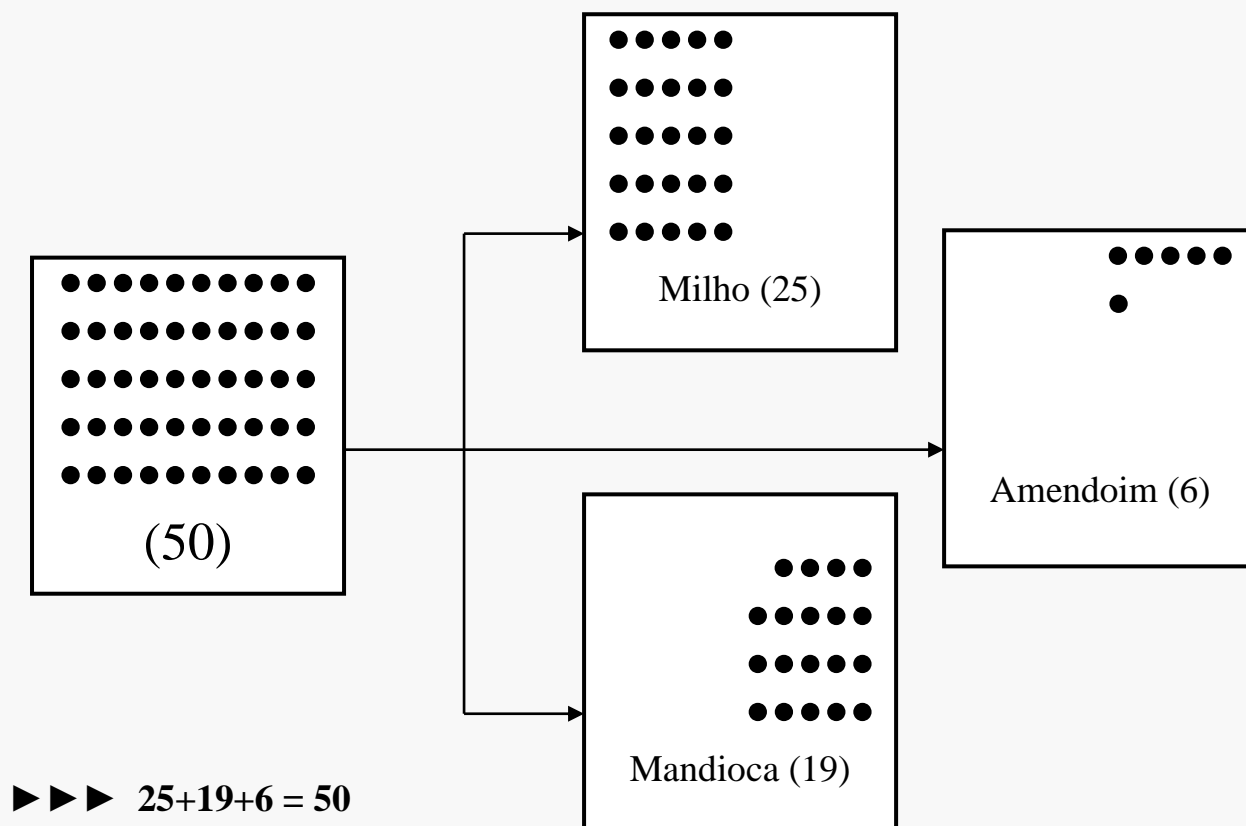 Milho (25)
(50)
Amendoim (6)
Mandioca (19)
►►► 25+19+6 = 50